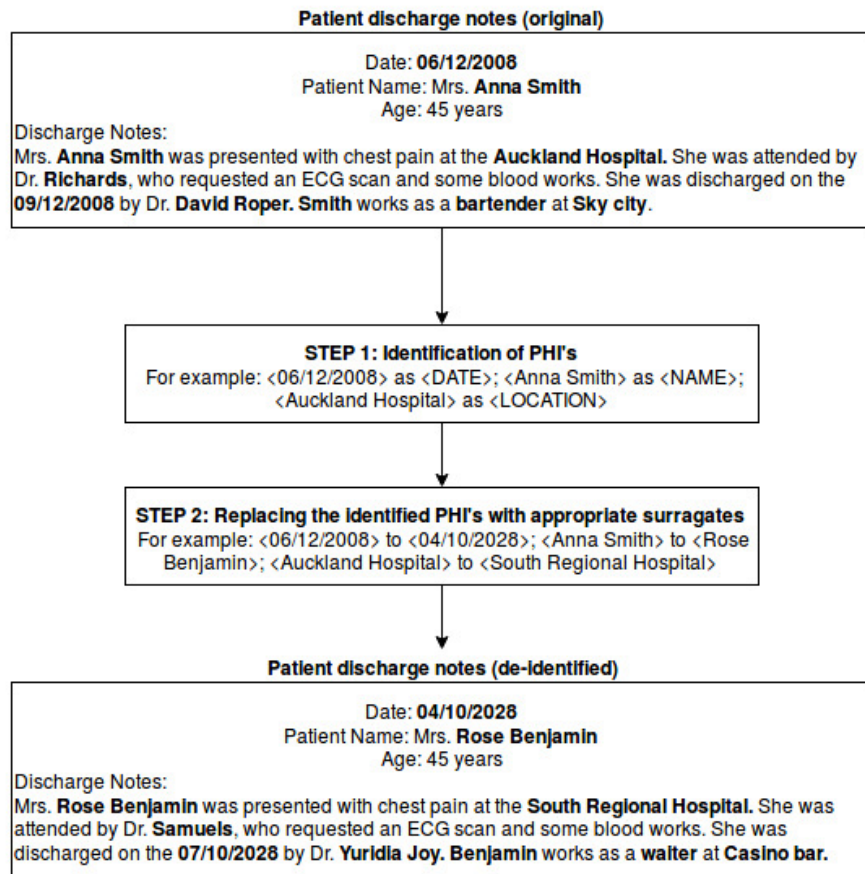 Patient discharge notes (original)
Date: 06/12/2008
Patient Name: Mrs. Anna Smith
Age: 45 years
Discharge Notes:
Mrs. Anna Smith was presented with chest pain at the Auckland Hospital. She was attended by
Dr. Richards, who requested an ECG scan and some blood works. She was discharged on the
09/12/2008 by Dr. David Roper. Smith works as a bartender at Sky city.
STEP 1: Identification of PHI's
For example: <06/12/2008> as <DATE>; <Anna Smith> as <NAME>;
<Auckland Hospital> as <LOCATION>
STEP 2: Replacing the identified PHI's with appropriate surragates
For example: <06/12/2008> to <04/10/2028>; <Anna Smith> to <Rose
Benjamin>; <Auckland Hospital> to <South Regional Hospital>
Patient discharge notes (de-identified)
Date: 04/10/2028
Patient Name: Mrs. Rose Benjamin
Age: 45 years
Discharge Notes:
Mrs. Rose Benjamin was presented with chest pain at the South Regional Hospital. She was
attended by Dr. Samuels, who requested an ECG scan and some blood works. She was
discharged on the 07/10/2028 by Dr. Yuridia Joy. Benjamin works as a waiter at Casino bar.